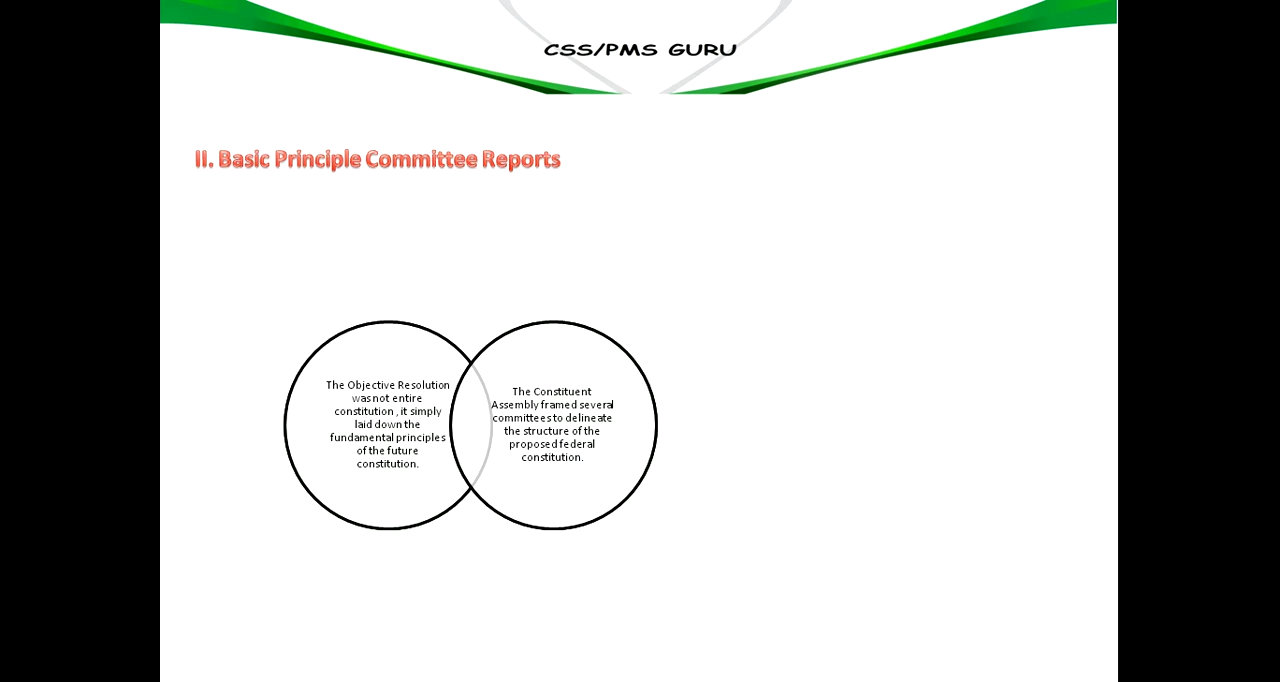 CSS/PMS GURU
II. Basic Principle Committee Reports
The Objective Resolution
was not entire
constitution , it simply
laid down the
fundamental principles
of the future
constitution.
The Constituent
Assembly framed several
committees to delineate
the structure of the
proposed federal
constitution.